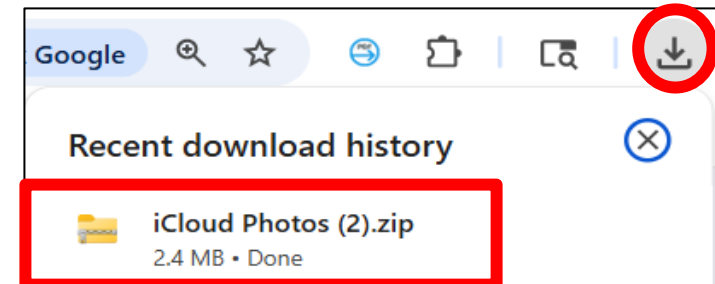 Google
Recent download history
iCloud Photos (2).zip
2.4 MB • Done